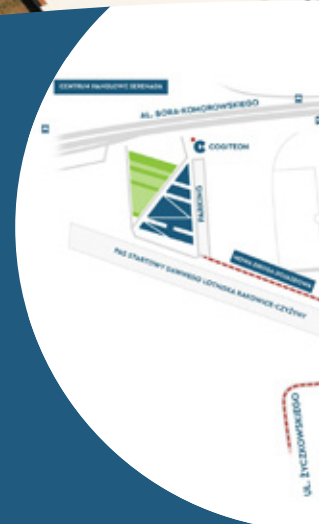 CENTRUM HANDLOWE SERENADA
AL. BORA-KOMOROWSKIEGO
COGITEON
PARKING
PAS STARTOWY DAWNEGO LOTNISKA RAKOWICE-CZYŻYNY
NOWA DROGA DOJAZDOWA
UL. ŻYCZKOWSKIEGO